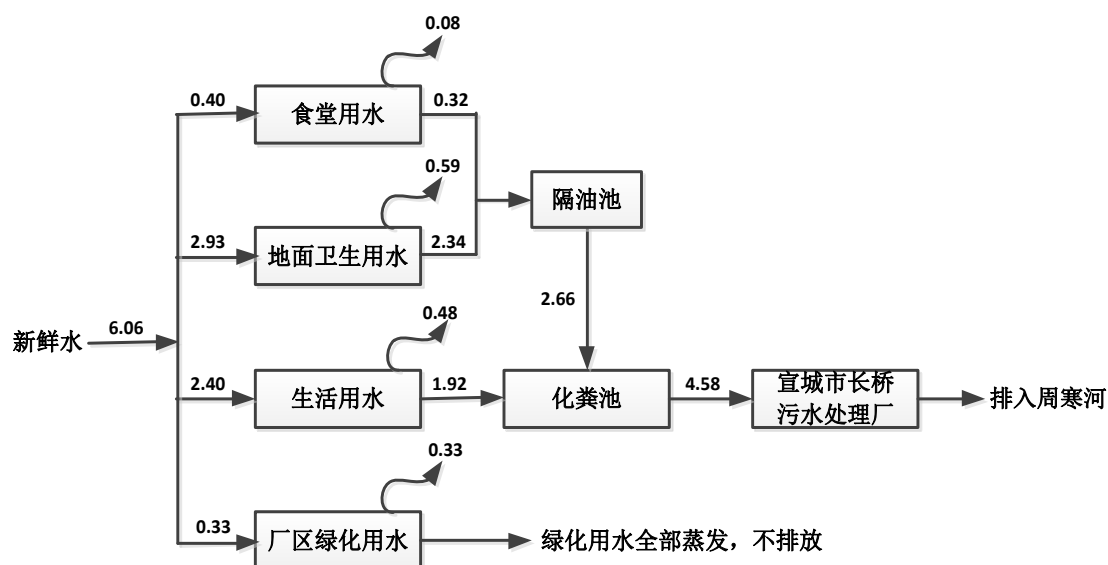 0.08
0.40
食堂用水
0.32
0.59
隔油池
2.93
地面卫生用水
2.34
2.66
0.48
新鲜水
6.06
2.40
生活用水
1.92
化粪池
4.58
宣城市长桥
污水处理厂
排入周寒河
0.33
0.33
厂区绿化用水
绿化用水全部蒸发，不排放